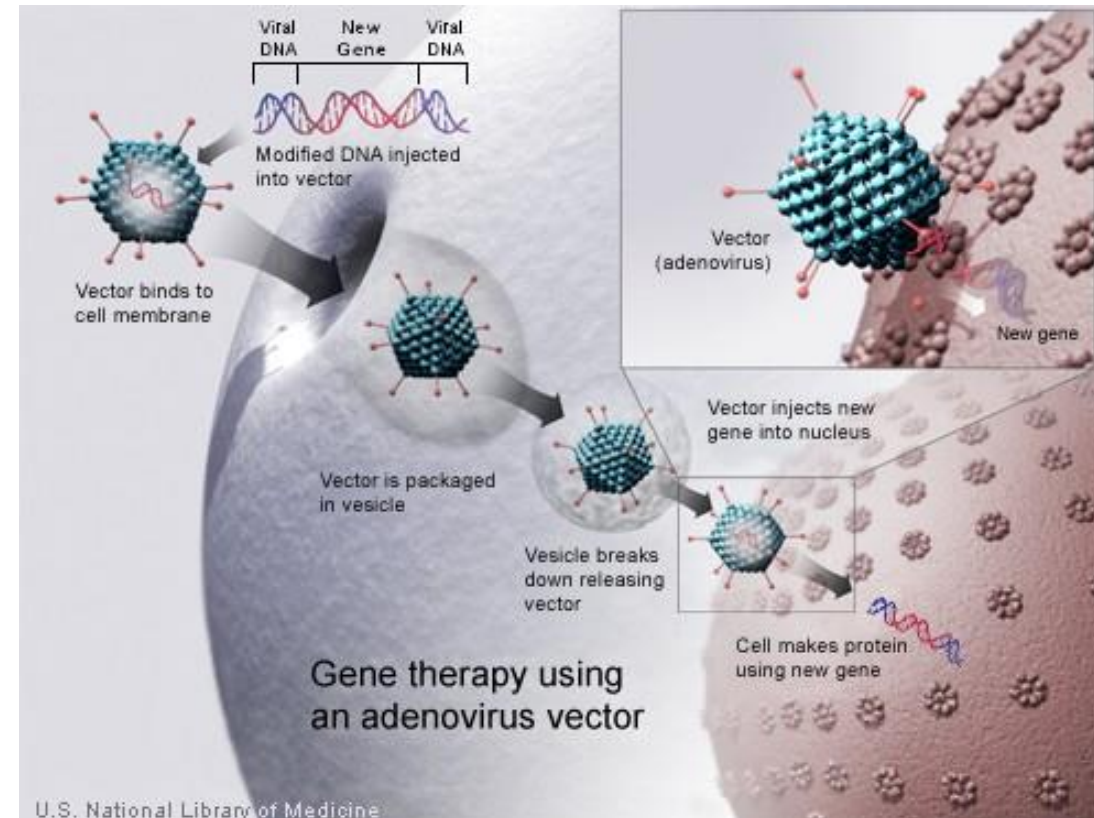 Viral
DNA
New
Gene
Viral
DNA
Modified DNA injected
into vector
Vector binds to
cell membrane
Vector is packaged
in vesicle
Vesicle breaks
down releasing
vector
Vector
(adenovirus)
New gene
Vector injects new
gene into nucleus
Cell makes protein
using new gene
Gene therapy using
an adenovirus vector
U.S. National Library of Medicine